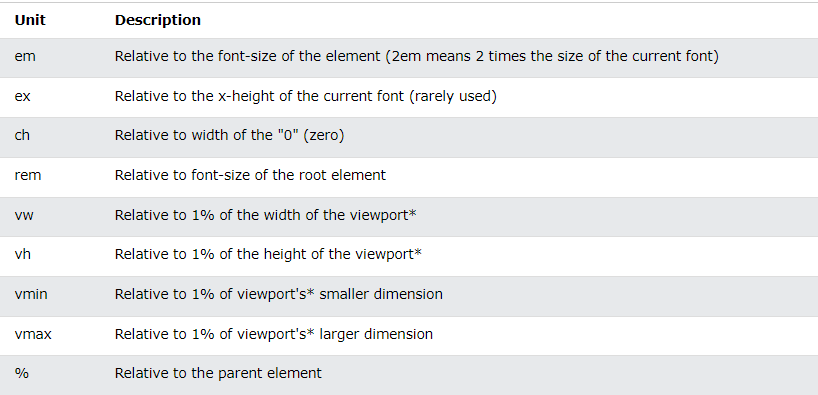 Unit Description
em Relative to the font-size of the element (2em means 2 times the size of the current font)
ex Relative to the x-height of the current font (rarely used)
ch Relative to width of the "0" (zero)
rem Relative to font-size of the root element
vw Relative to 1% of the width of the viewport*
vh Relative to 1% of the height of the viewport*
vmin Relative to 1% of viewport's* smaller dimension
vmax Relative to 1% of viewport's* larger dimension
% Relative to the parent element